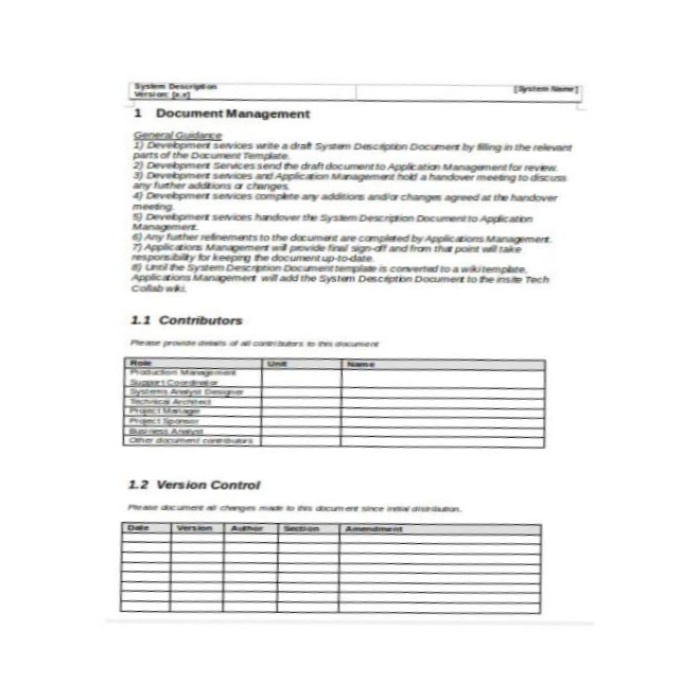 System Description
Version: [x.x]
[System Name]
1 Document Management
General Guidance
1) Development services write a draft System Description Document by filling in the relevant
parts of the Document Template.
2) Development Services send the draft document to Application Management for review.
3) Development services and Application Management hold a handover meeting to discuss
any further additions or changes.
4) Development services complete any additions and/or changes agreed at the handover
meeting.
5) Development services handover the System Description Document to Application
Management.
6) Any further refinements to the document are completed by Applications Management.
7) Applications Management will provide final sign-off and from that point will take
responsibility for keeping the document up-to-date.
8) Until the System Description Document template is converted to a wiki template,
Applications Management will add the System Description Document to the insite Tech
Collab wiki.
1.1 Contributors
Please provide details of all contributors to this document
Role Unit Name
Production Management
Support Coordinator
Systems Analyst Designer
Technical Architect
Project Manager
Project Sponsor
Business Analyst
Other document contributors
1.2 Version Control
Please document all changes made to this document since initial distribution.
Date Version Author Section Amendment